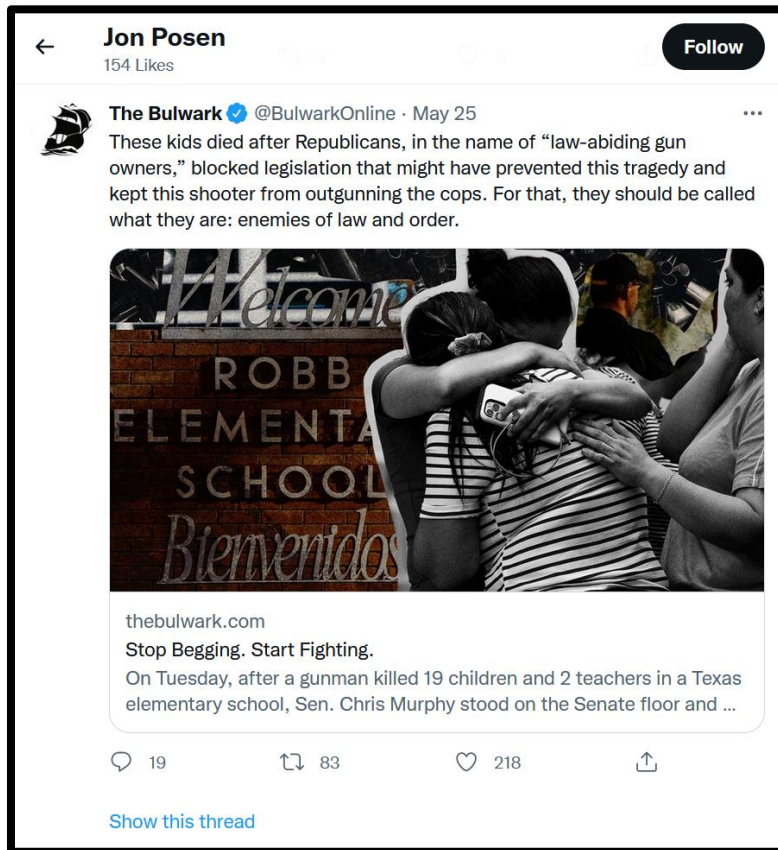 Jon Posen
154 Likes
Follow
The Bulwark @BulwarkOnline · May 25
These kids died after Republicans, in the name of “law-abiding gun
owners,” blocked legislation that might have prevented this tragedy and
kept this shooter from outgunning the cops. For that, they should be called
what they are: enemies of law and order.
Welcome
ROBB
ELEMENTA
SCHOOL
Bienvenidos
thebulwark.com
Stop Begging. Start Fighting.
On Tuesday, after a gunman killed 19 children and 2 teachers in a Texas
elementary school, Sen. Chris Murphy stood on the Senate floor and ...
19 83 218
Show this thread